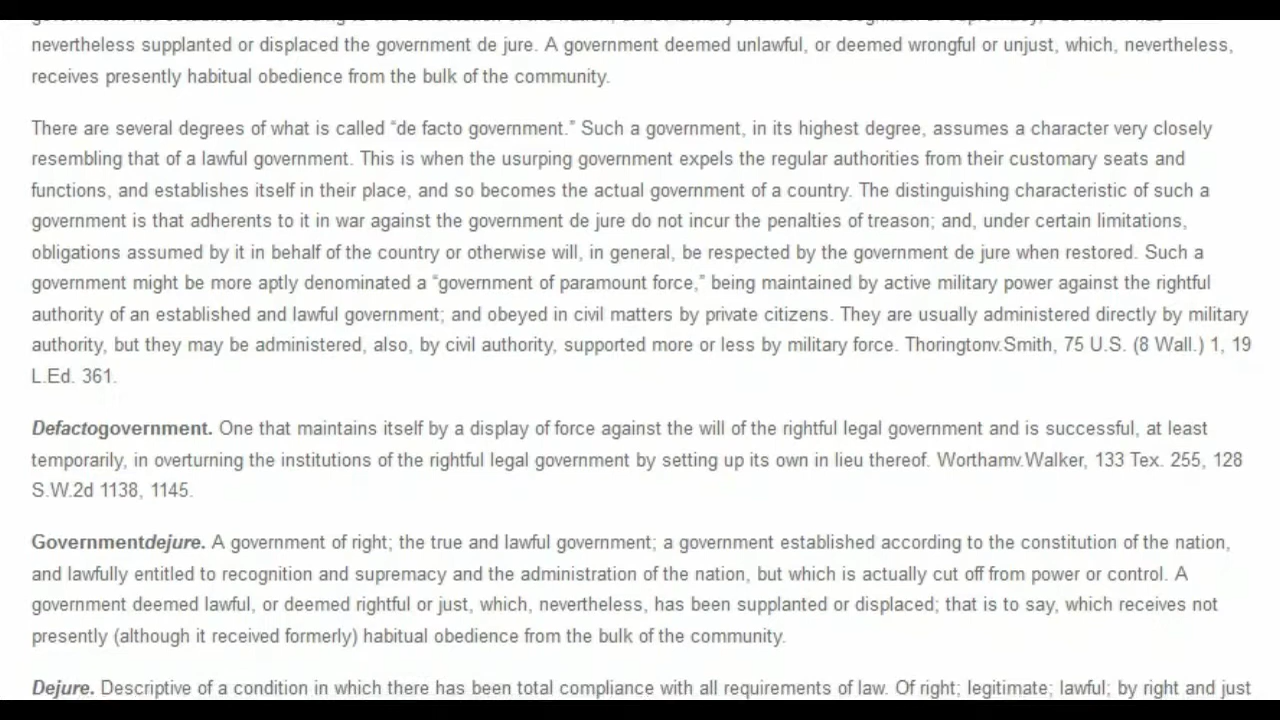 nevertheless supplanted or displaced the government de jure. A government deemed unlawful, or deemed wrongful or unjust, which, nevertheless,
receives presently habitual obedience from the bulk of the community.
There are several degrees of what is called “de facto government.” Such a government, in its highest degree, assumes a character very closely
resembling that of a lawful government. This is when the usurping government expels the regular authorities from their customary seats and
functions, and establishes itself in their place, and so becomes the actual government of a country. The distinguishing characteristic of such a
government is that adherents to it in war against the government de jure do not incur the penalties of treason; and, under certain limitations,
obligations assumed by it in behalf of the country or otherwise will, in general, be respected by the government de jure when restored. Such a
government might be more aptly denominated a “government of paramount force,” being maintained by active military power against the rightful
authority of an established and lawful government; and obeyed in civil matters by private citizens. They are usually administered directly by military
authority, but they may be administered, also, by civil authority, supported more or less by military force. Thoringtonv.Smith, 75 U.S. (8 Wall.) 1, 19
L.Ed. 361.
Defactogovernment. One that maintains itself by a display of force against the will of the rightful legal government and is successful, at least
temporarily, in overturning the institutions of the rightful legal government by setting up its own in lieu thereof. Worthamv.Walker, 133 Tex. 255, 128
S.W.2d 1138, 1145.
Governmentdejure. A government of right; the true and lawful government; a government established according to the constitution of the nation,
and lawfully entitled to recognition and supremacy and the administration of the nation, but which is actually cut off from power or control. A
government deemed lawful, or deemed rightful or just, which, nevertheless, has been supplanted or displaced; that is to say, which receives not
presently (although it received formerly) habitual obedience from the bulk of the community.
Dejure. Descriptive of a condition in which there has been total compliance with all requirements of law. Of right; legitimate; lawful; by right and just